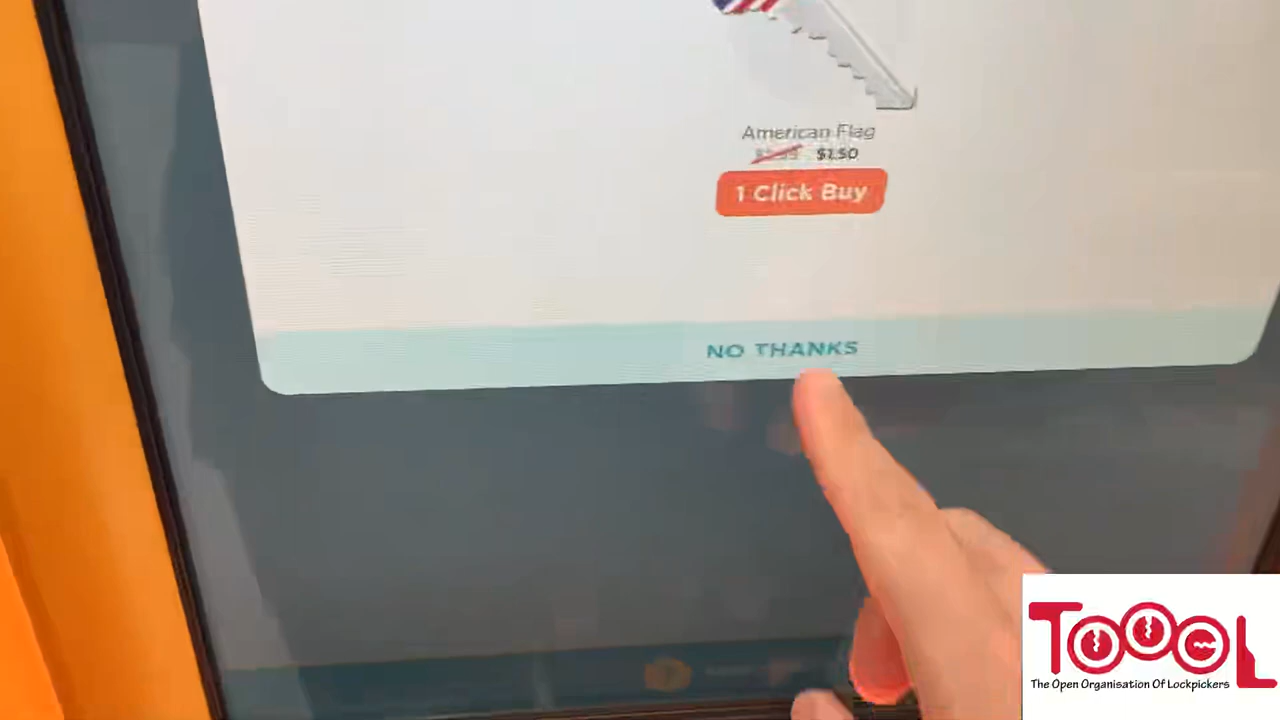 American Flag
$1.50
1 Click Buy
NO THANKS
TOOOL
The Open Organisation Of Lockpickers